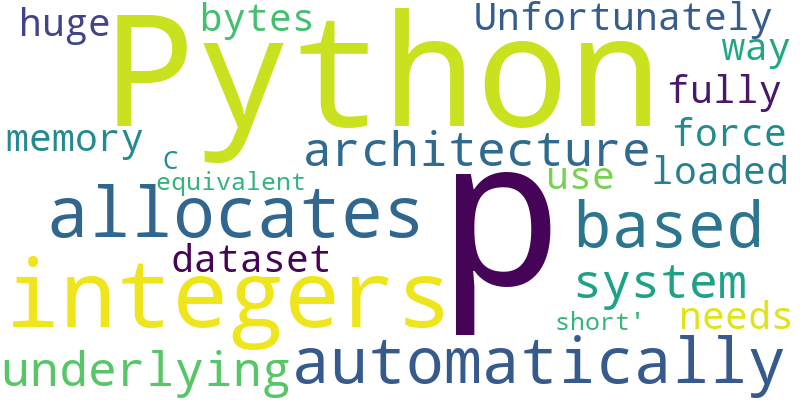 huge
bytes
Unfortunately
Python
way
fully
memory
C
architecture
force
equivalent
use
loaded
allocates
p
based
dataset
integers
system
short'
needs
underlying
automatically